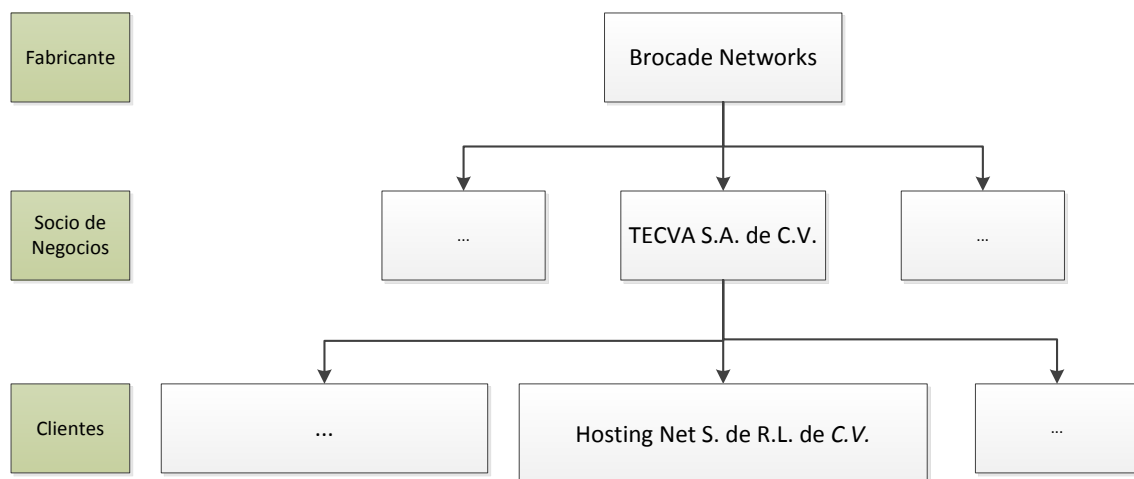 Fabricante
Brocade Networks
Socio de
Negocios
...
TECVA S.A. de C.V.
...
Clientes
...
Hosting Net S. de R.L. de C.V.
...